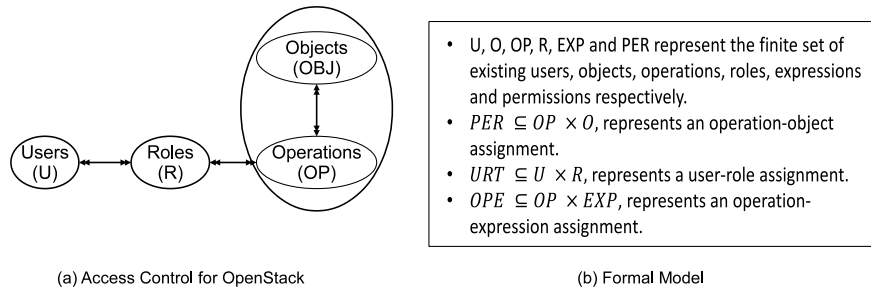 Objects
(OBJ)
Users
(U)
Roles
(R)
Operations
(OP)
(a) Access Control for OpenStack
• U, O, OP, R, EXP and PER represent the finite set of
existing users, objects, operations, roles, expressions
and permissions respectively.
• PER ⊆ OP × O, represents an operation-object
assignment.
• URT ⊆ U × R, represents a user-role assignment.
• OPE ⊆ OP × EXP, represents an operation-
expression assignment.
(b) Formal Model